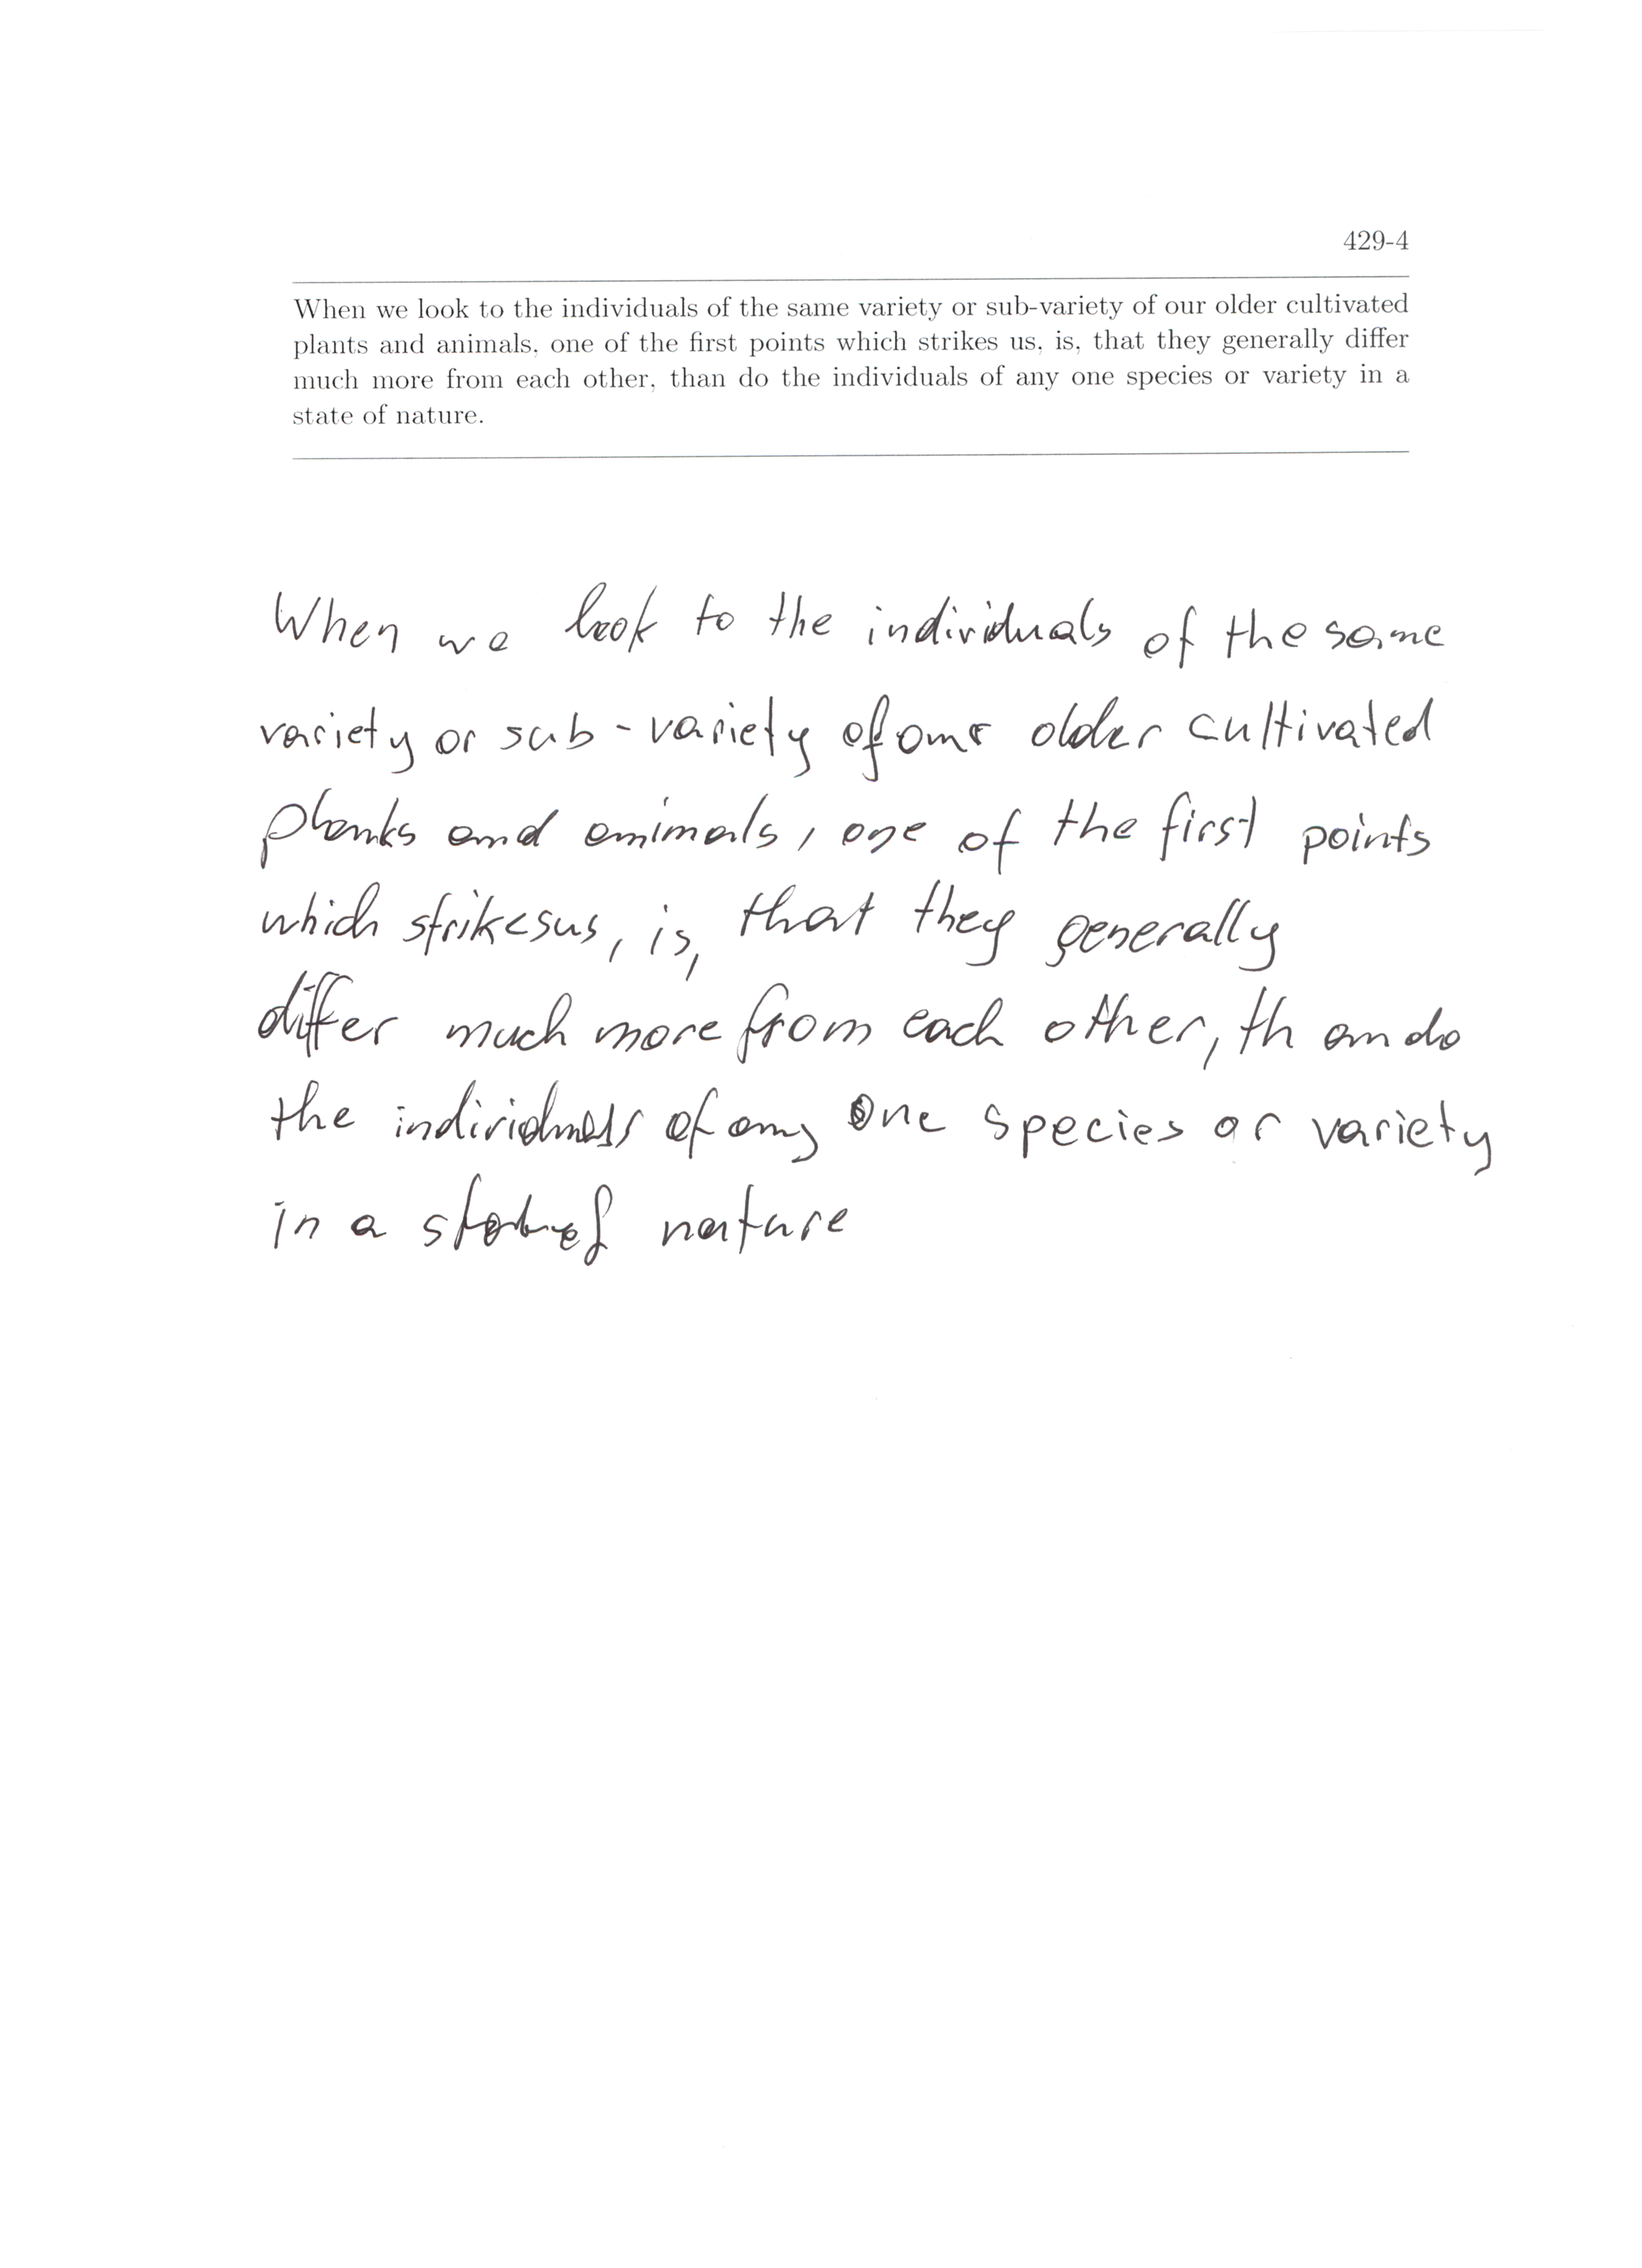 429-4
When we look to the individuals of the same variety or sub-variety of our older cultivated
plants and animals, one of the first points which strikes us, is, that they generally differ
much more from each other, than do the individuals of any one species or variety in a
state of nature.
When we look to the individuals of the same
variety or sub-variety of our older cultivated
plants and animals, one of the first points
which strikes us, is, that they generally
differ much more from each other, than do
the individuals of any one species or variety
in a state of nature